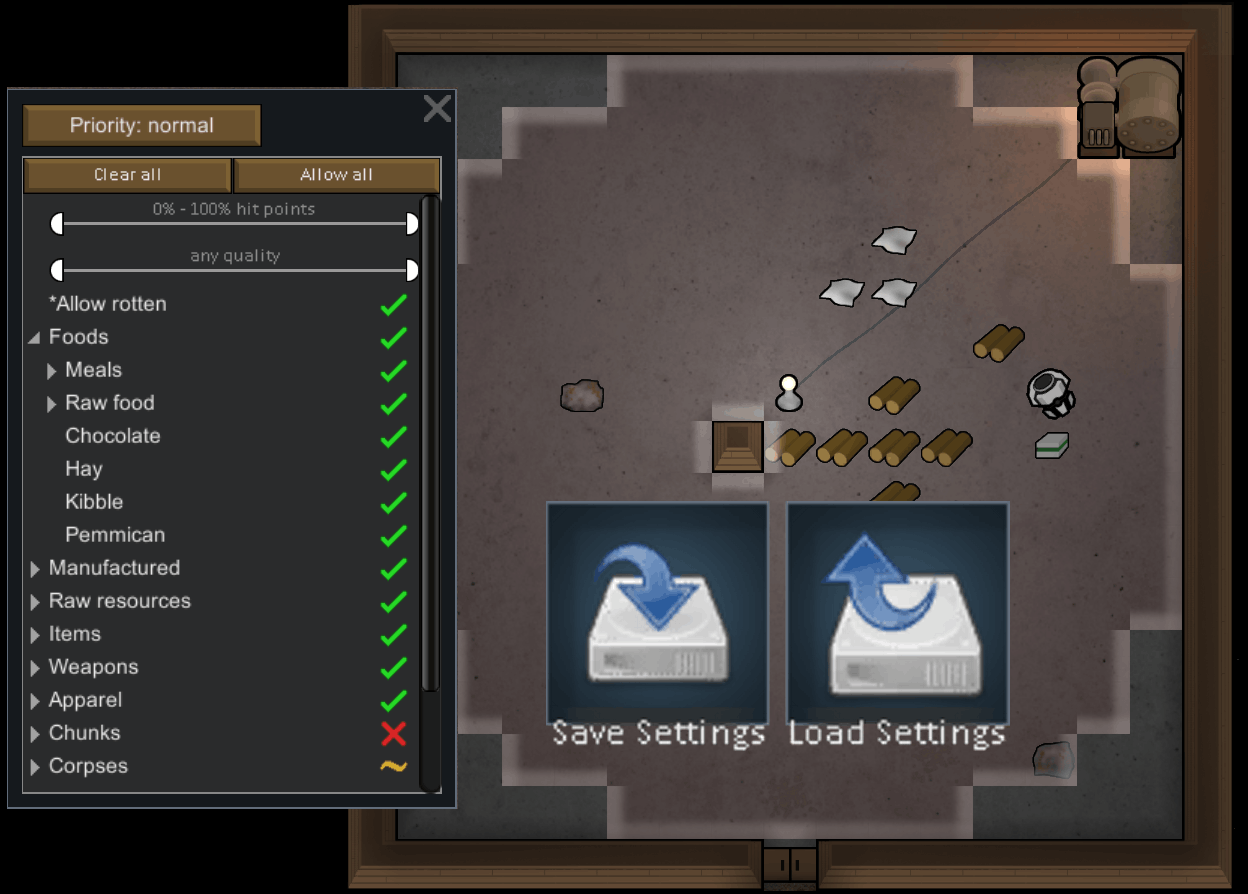 Priority: normal
Clear all
Allow all
0% - 100% hit points
any quality
*Allow rotten
Foods
Meals
Raw food
Chocolate
Hay
Kibble
Pemmican
Manufactured
Raw resources
Items
Weapons
Apparel
Chunks
Corpses
Save Settings
Load Settings